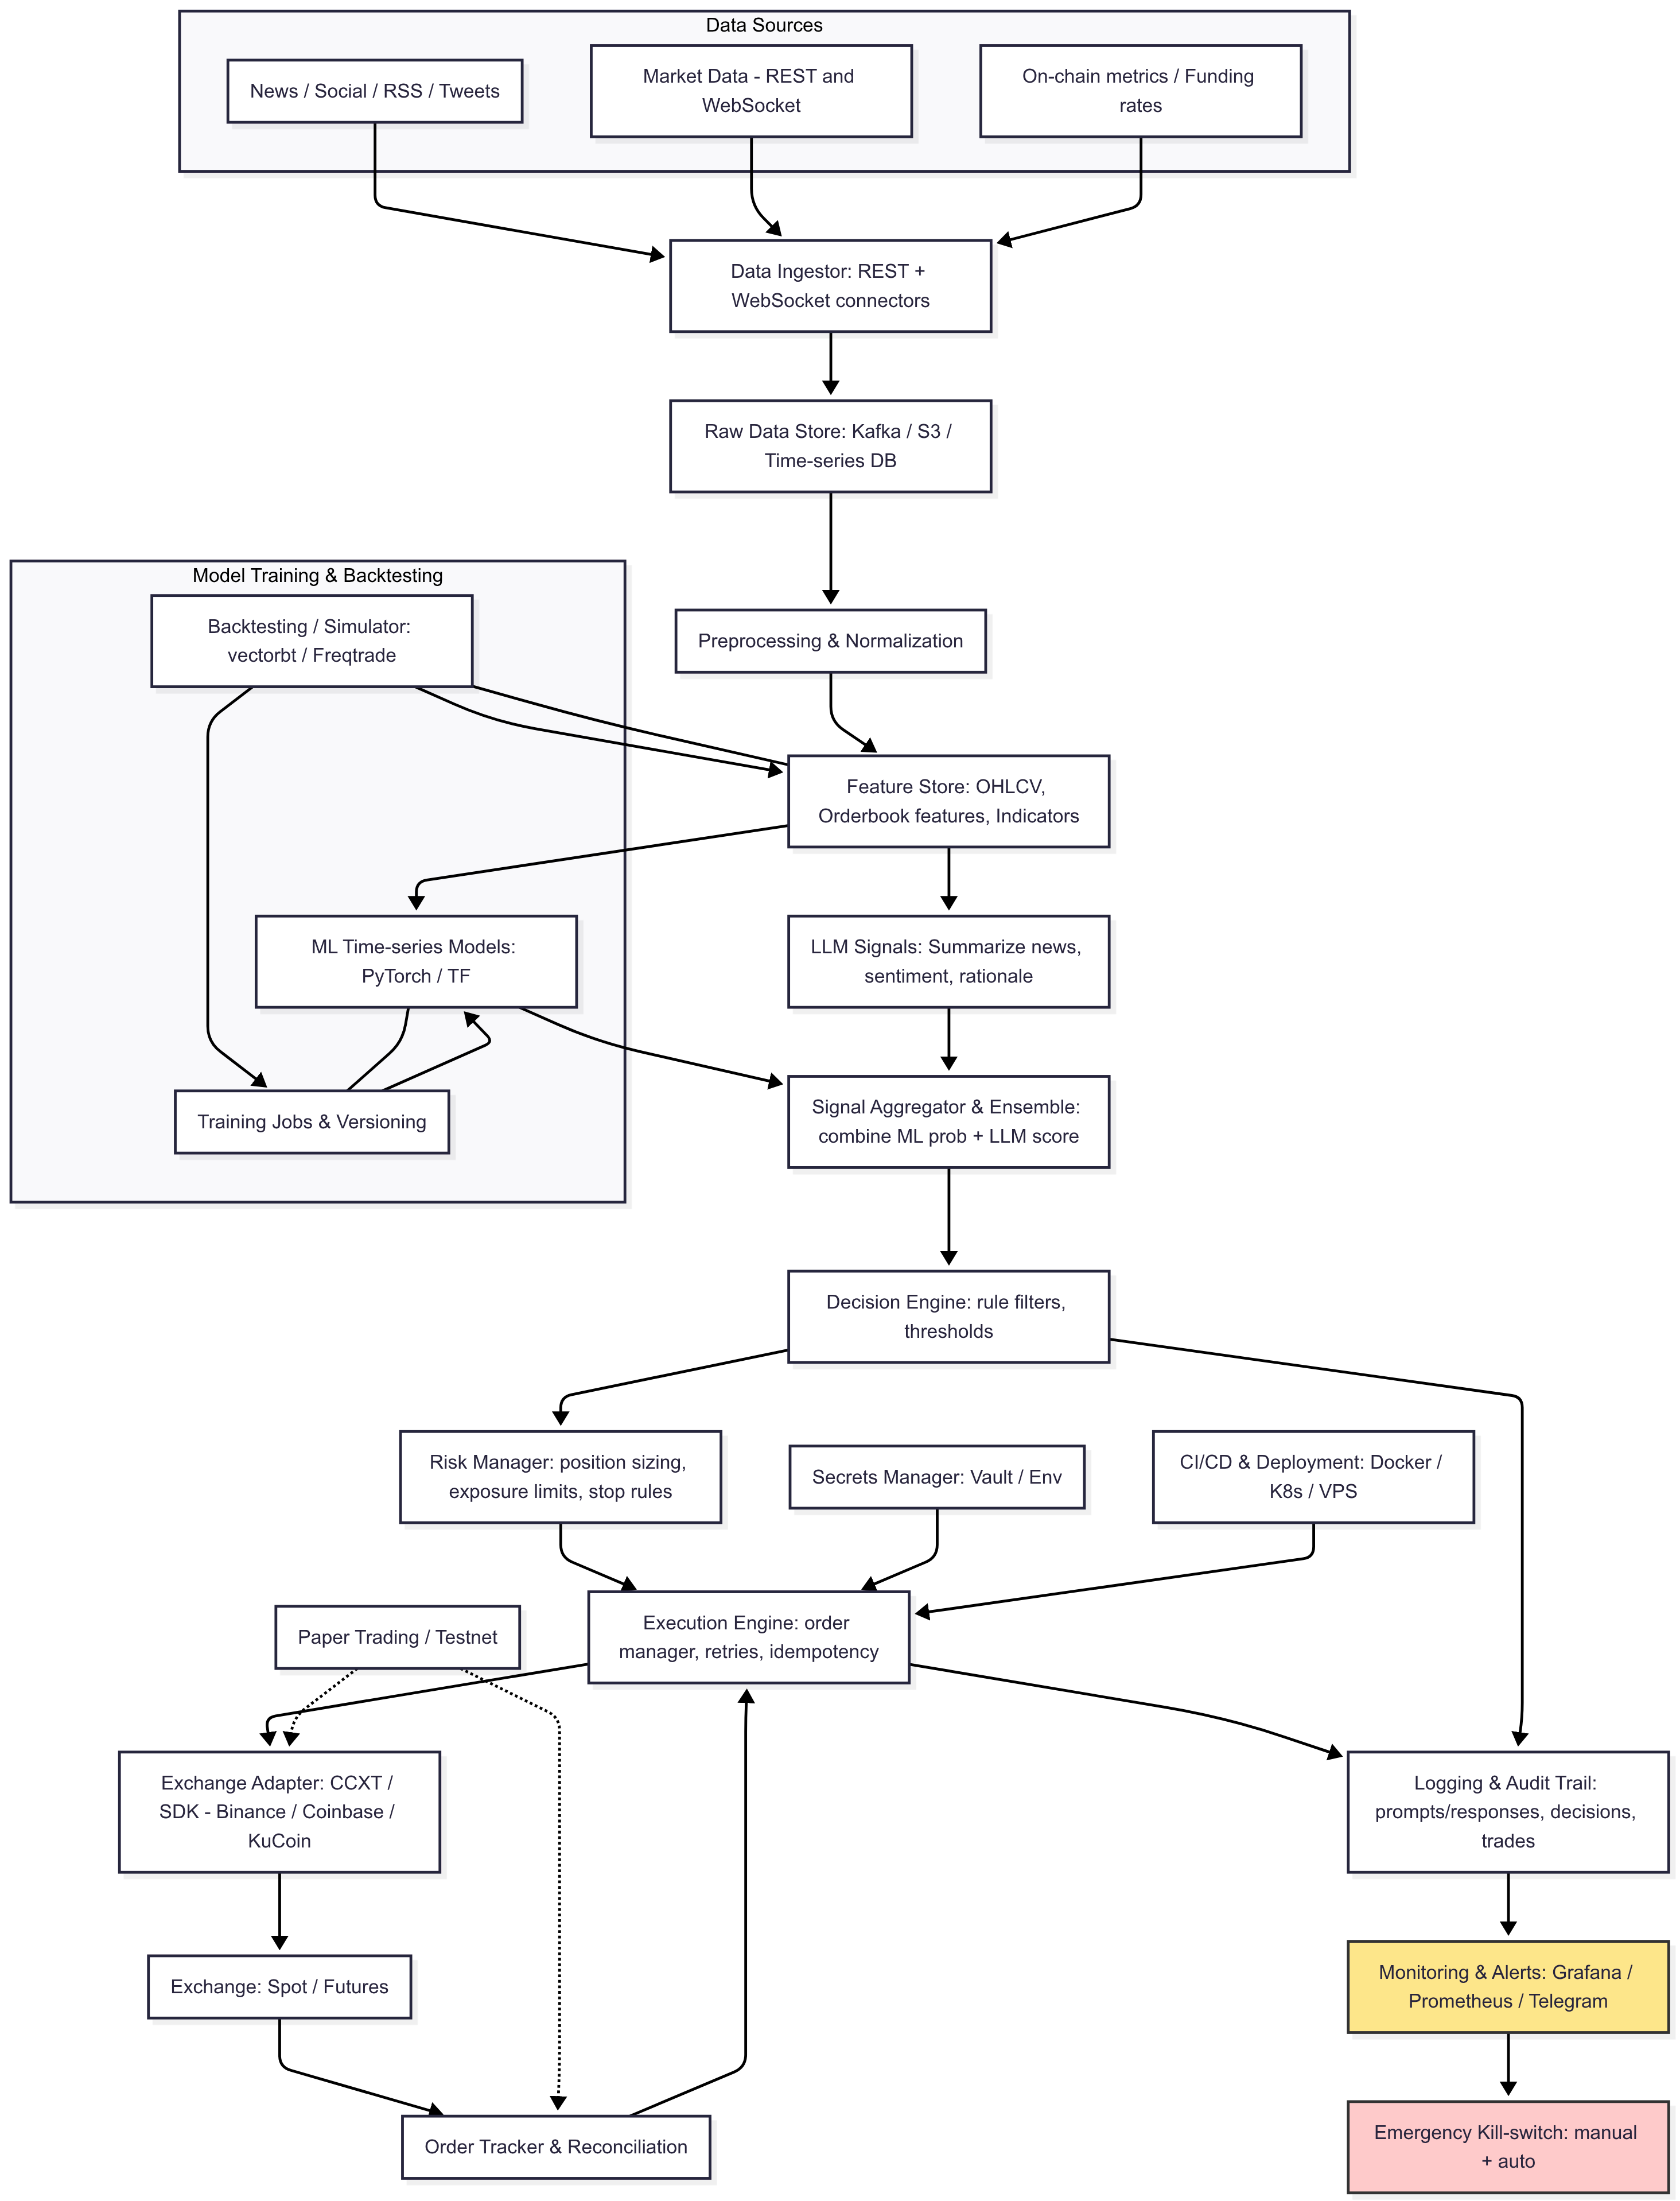 Data Sources
News / Social / RSS / Tweets
Market Data - REST and
WebSocket
On-chain metrics / Funding
rates
Data Ingestor: REST +
WebSocket connectors
Raw Data Store: Kafka / S3 /
Time-series DB
Model Training & Backtesting
Backtesting / Simulator:
vectorbt / Freqtrade
Preprocessing & Normalization
Feature Store: OHLCV,
Orderbook features, Indicators
ML Time-series Models:
PyTorch / TF
LLM Signals: Summarize news,
sentiment, rationale
Training Jobs & Versioning
Signal Aggregator & Ensemble:
combine ML prob + LLM score
Decision Engine: rule filters,
thresholds
Risk Manager: position sizing,
exposure limits, stop rules
Secrets Manager: Vault / Env
CI/CD & Deployment: Docker /
K8s / VPS
Paper Trading / Testnet
Execution Engine: order
manager, retries, idempotency
Exchange Adapter: CCXT /
SDK - Binance / Coinbase /
KuCoin
Logging & Audit Trail:
prompts/responses, decisions,
trades
Exchange: Spot / Futures
Monitoring & Alerts: Grafana /
Prometheus / Telegram
Order Tracker & Reconciliation
Emergency Kill-switch: manual
+ auto